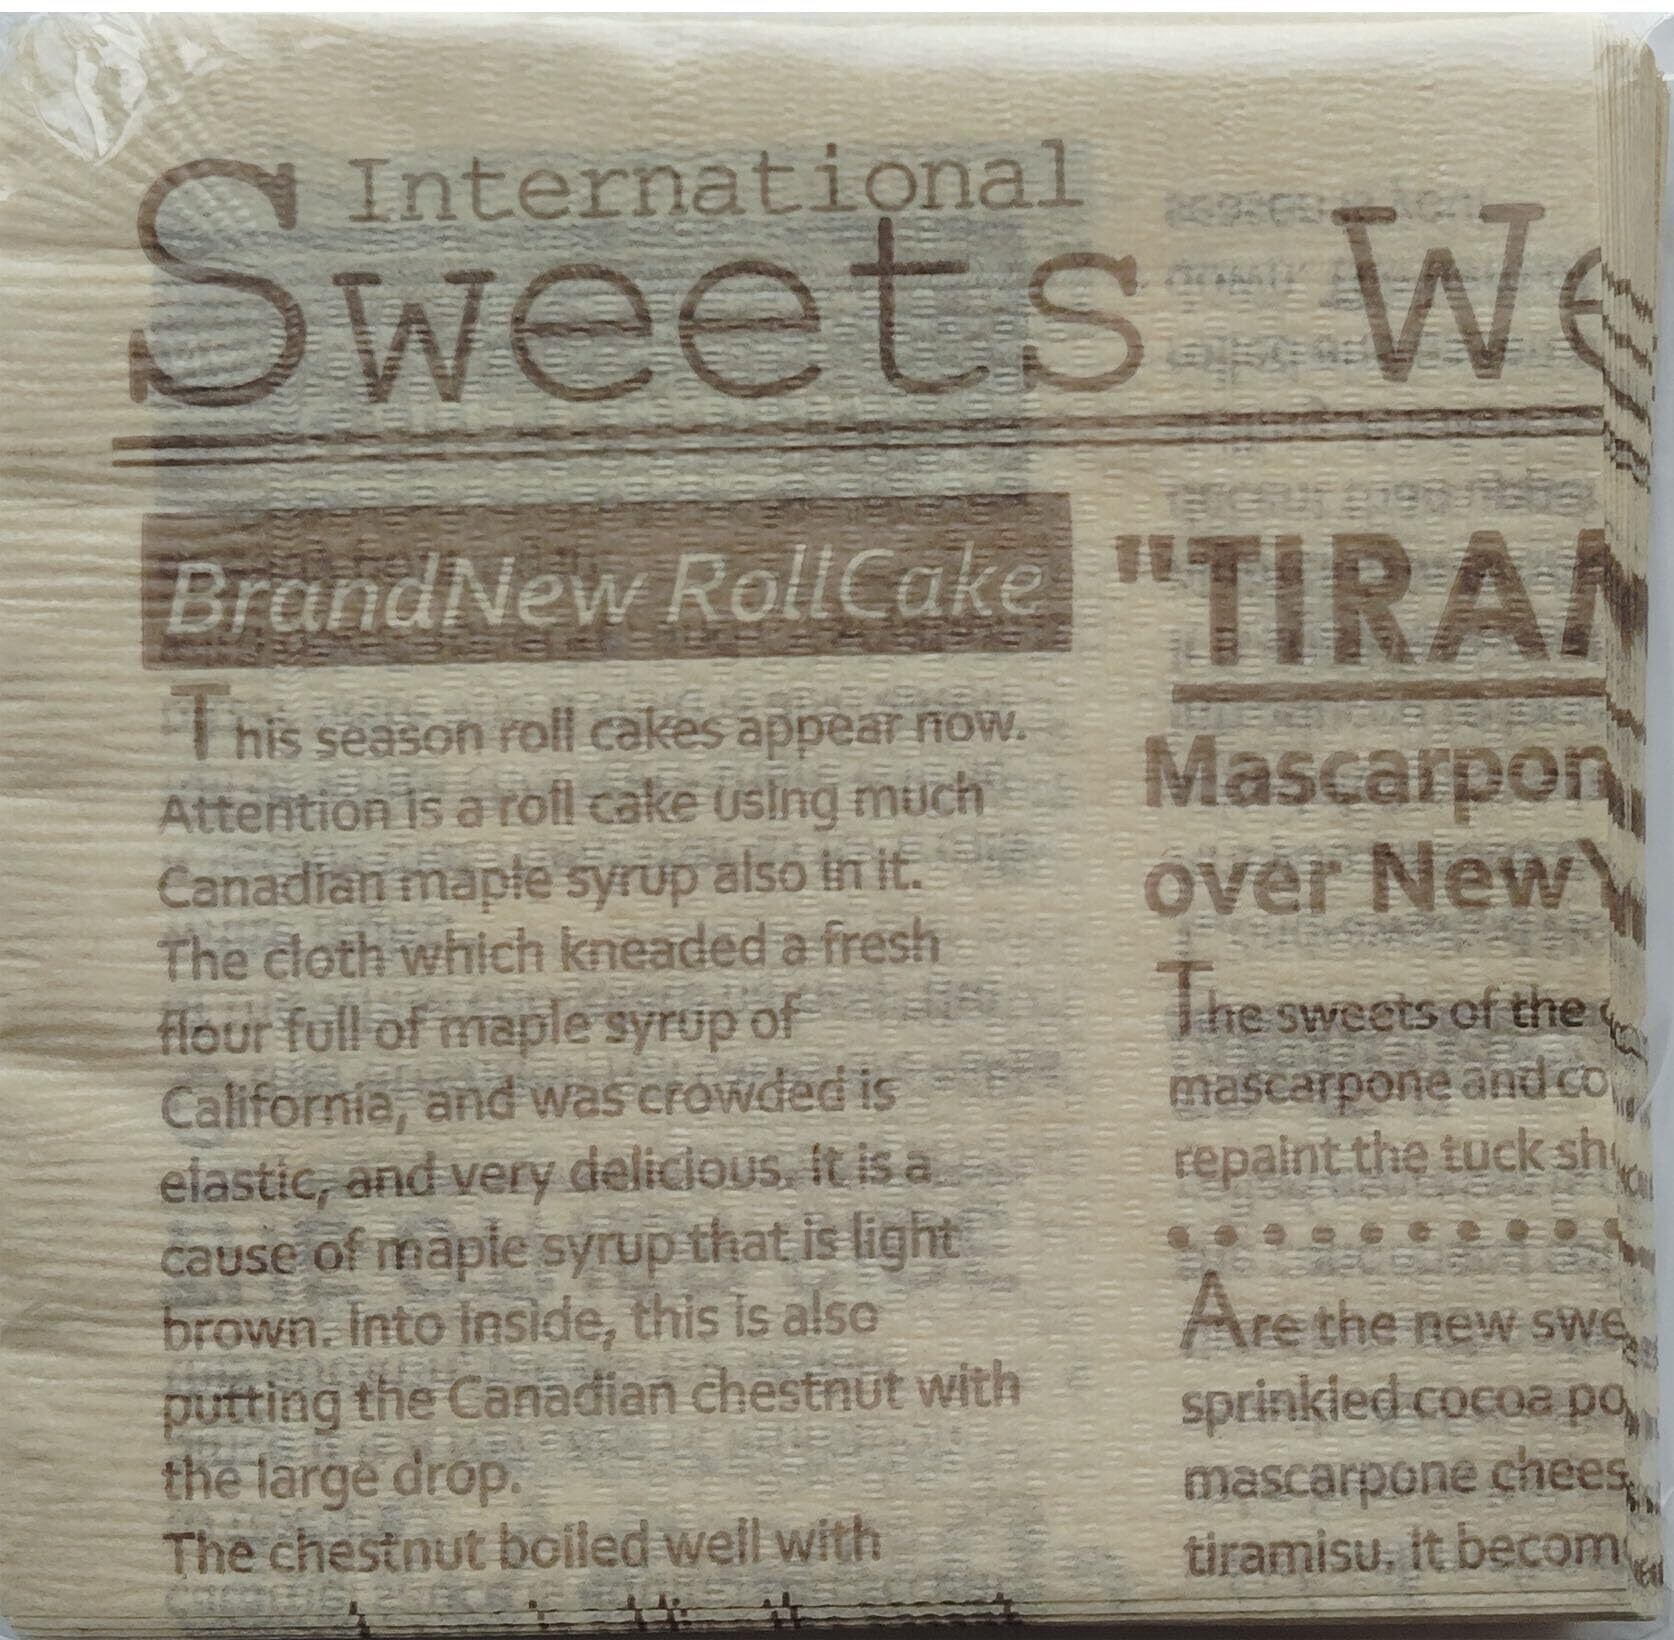 International
Sweets We
BrandNew RollCake
This season roll cakes appear now.
Attention is a roll cake using much
Canadian maple syrup also in it.
The cloth which kneaded a fresh
flour full of maple syrup of
California, and was crowded is
elastic, and very delicious. It is a
cause of maple syrup that is light
brown. Into inside, this is also
putting the Canadian chestnut with
the large drop.
The chestnut boiled well with
"TIRAM
Mascarpon
over NewY
The sweets of the
mascarpone and co
repaint the tuck sh
Are the new swe
sprinkled cocoa po
mascarpone chees
tiramisu. It becom